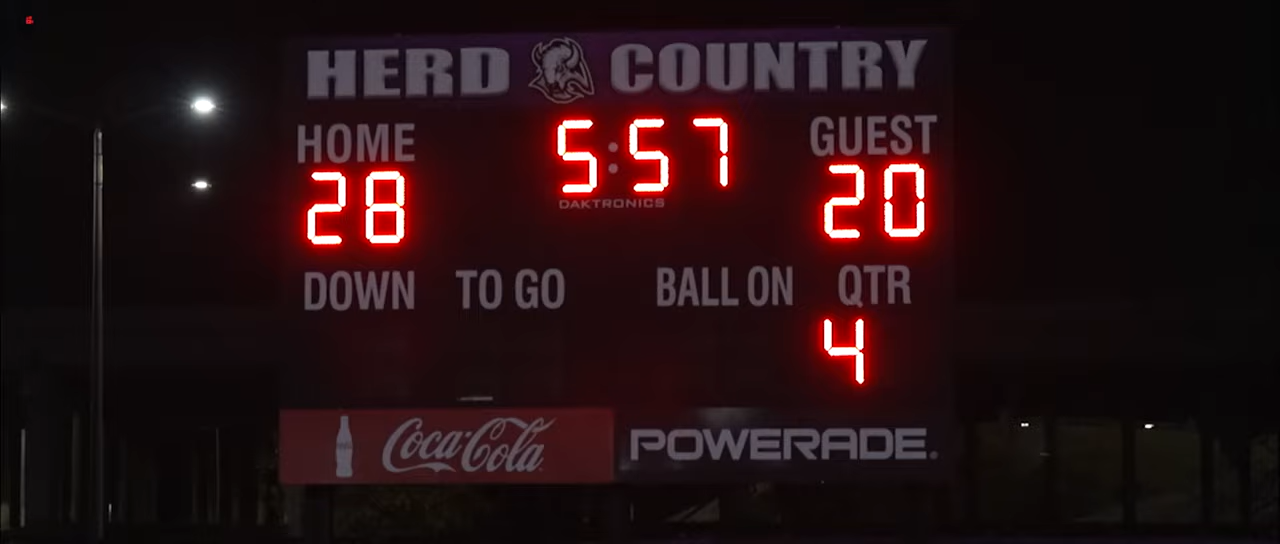 HERD COUNTRY
HOME 5:57 GUEST
28 20
DAKTRONICS
DOWN TO GO BALL ON QTR
4
Coca-Cola POWERADE